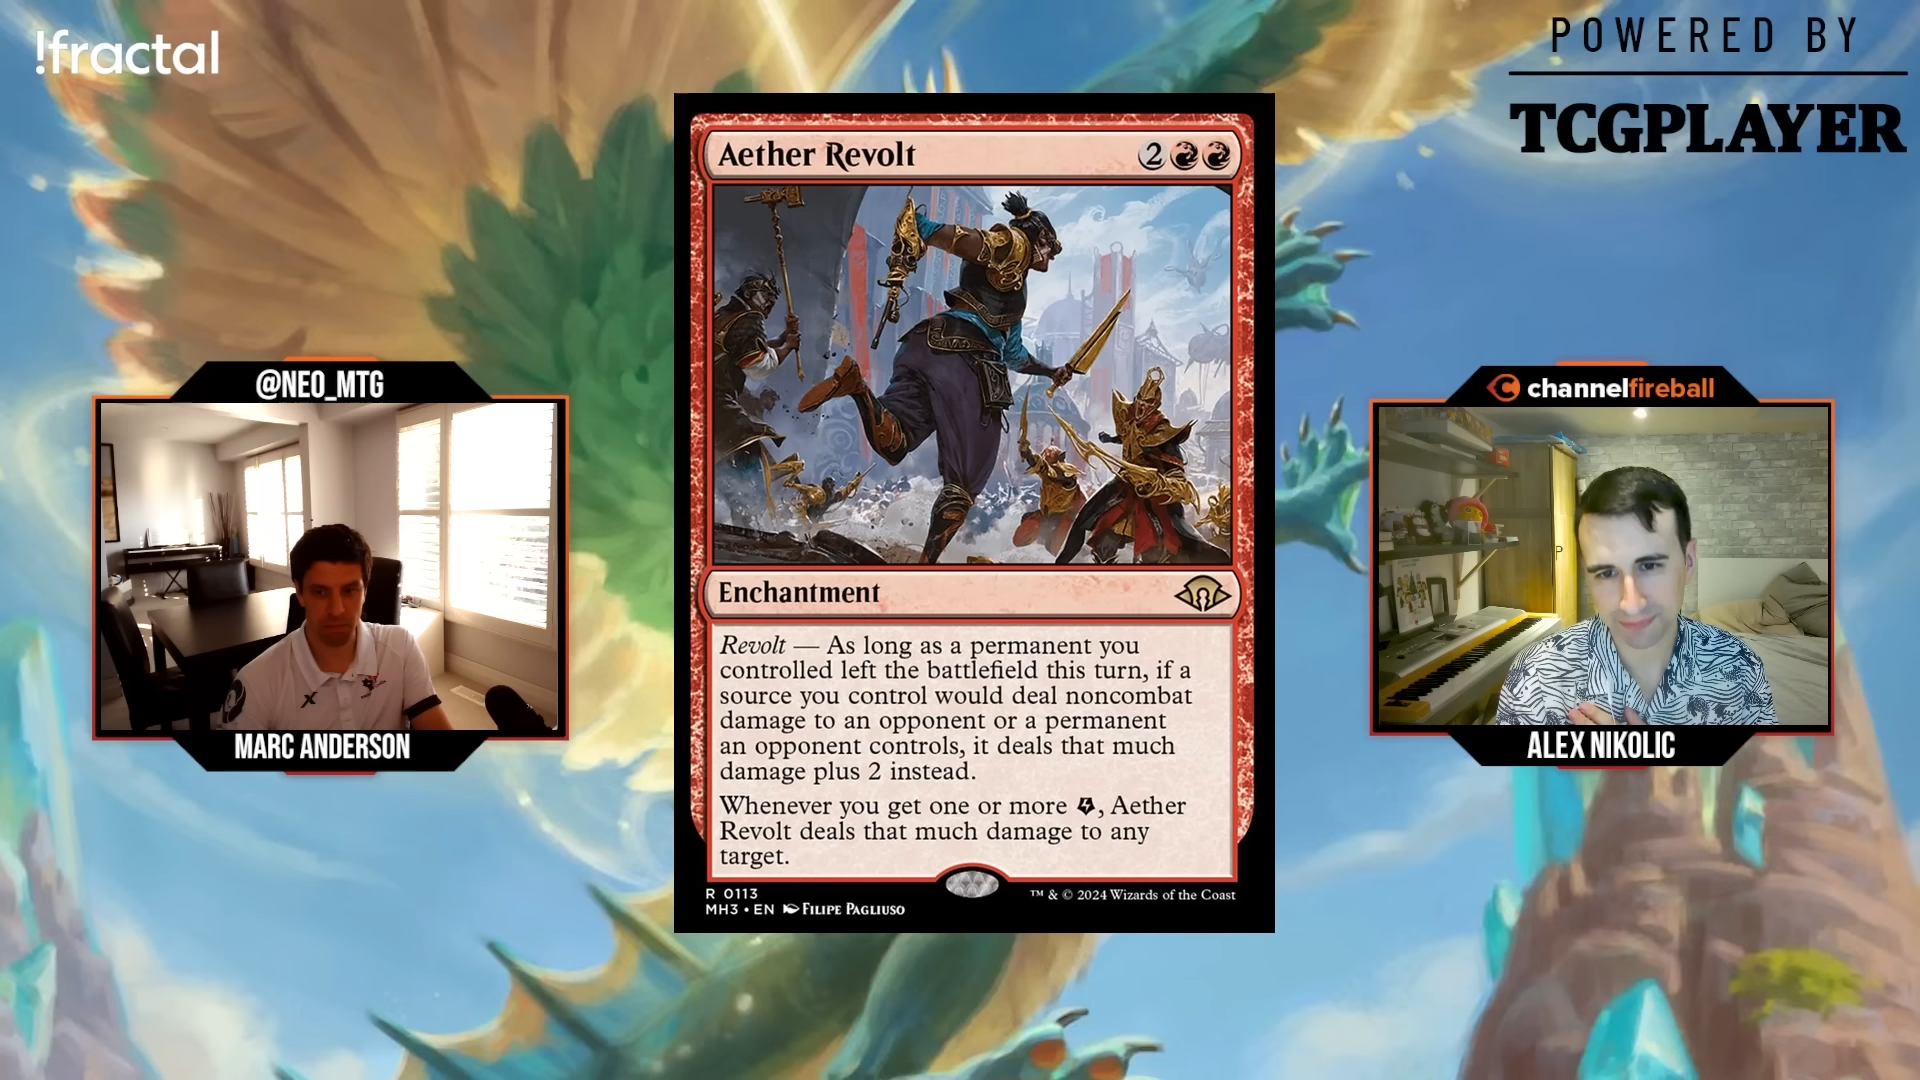 !fractal
POWERED BY
TCGPLAYER
Aether Revolt 2
@NEO_MTG
channelfireball
Enchantment
Revolt — As long as a permanent you
controlled left the battlefield this turn, if a
source you control would deal noncombat
damage to an opponent or a permanent
an opponent controls, it deals that much
damage plus 2 instead.
Whenever you get one or more , Aether
Revolt deals that much damage to any
target.
MARC ANDERSON
ALEX NIKOLIC
R 0113
MH3 • EN FILIPE PAGLIUSO
™ & © 2024 Wizards of the Coast